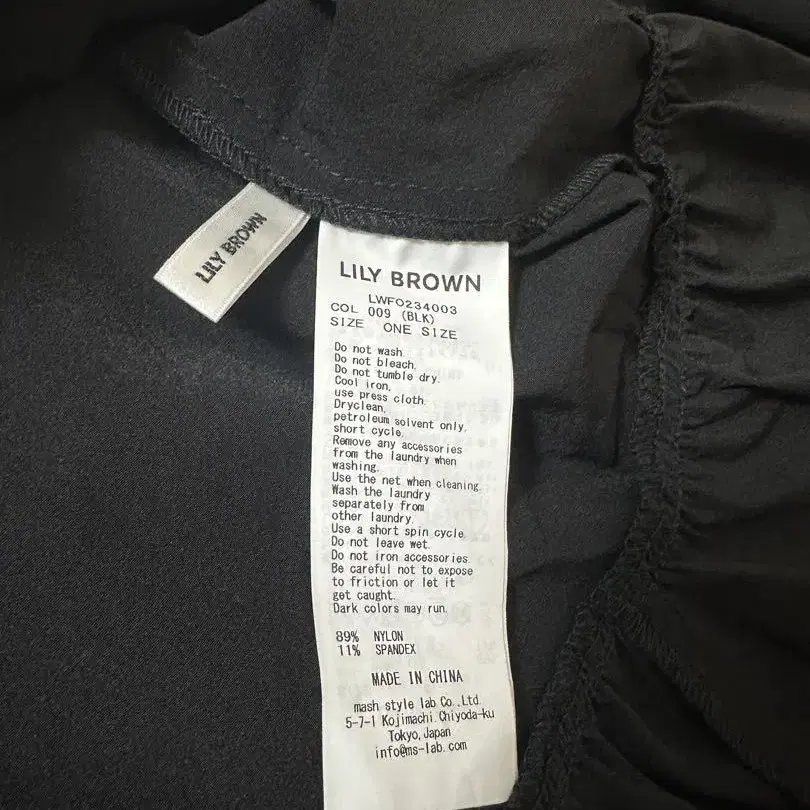 LILY BROWN
LILY BROWN
LWFO234003
COL 009 (BLK)
SIZE ONE SIZE
Do not wash.
Do not bleach.
Do not tumble dry.
Cool iron,
use press cloth.
Dryclean,
petroleum solvent only,
short cycle.
Remove any accessories
from the laundry when
washing.
Use the net when cleaning.
Wash the laundry
separately from
other laundry.
Use a short spin cycle.
Do not leave wet.
Do not iron accessories.
Be careful not to expose
to friction or let it
get caught.
Dark colors may run.
89% NYLON
11% SPANDEX
MADE IN CHINA
mash style lab Co.,Ltd.
5-7-1 Kojimachi.Chiyoda-ku
Tokyo,Japan
info@ms-lab.com